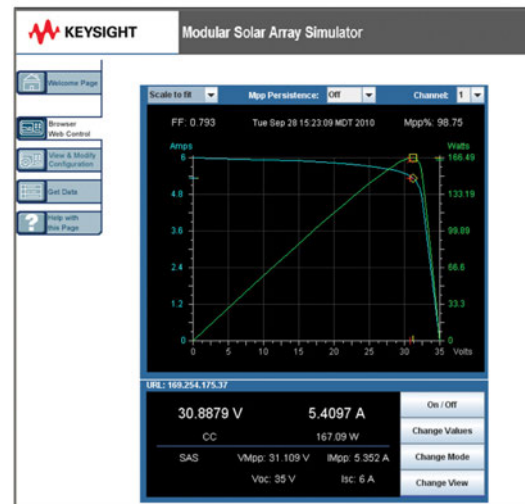 KEYSIGHT
Modular Solar Array Simulator
Welcome Page
Browser
Web Control
View & Modify
Configuration
Get Data
Help with
this Page
Scale to fit
Mpp Persistence: Off
Channel: 1
FF: 0.793
Tue Sep 28 15:23:09 MDT 2010
Mpp%: 98.75
Amps
Watts
6
4.8
3.6
2.4
1.2
0
166.49
133.19
99.89
66.6
33.3
0
0 5 10 15 20 25 30 35 Volts
URL: 169.254.175.37
30.8879 V 5.4097 A
CC 167.09 W
SAS VMpp: 31.109 V IMpp: 5.352 A
Voc: 35 V Isc: 6 A
On / Off
Change Values
Change Mode
Change View